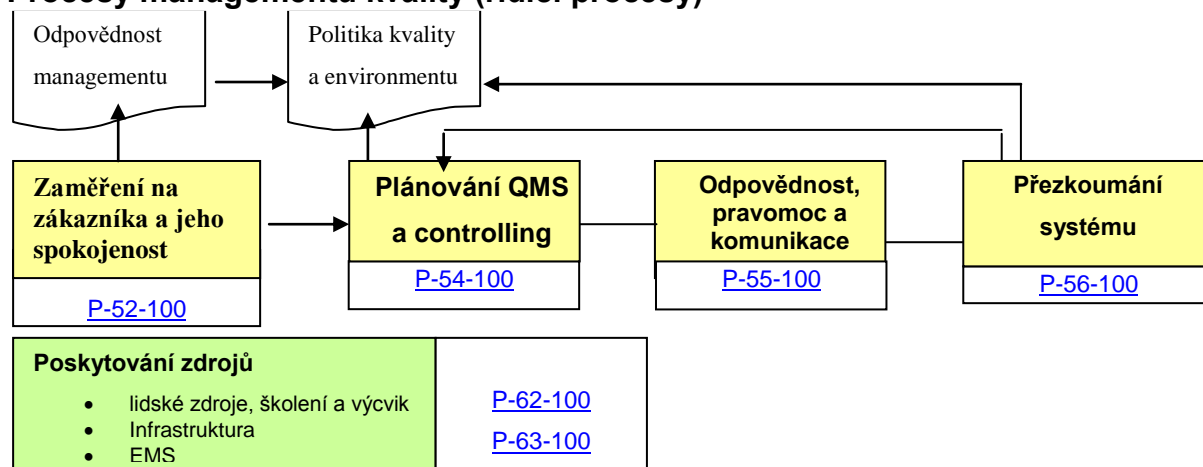 Procesy managementu kvality (řídící procesy)
Odpovědnost
managementu
Politika kvality
a environmentu
Zaměření na
zákazníka a jeho
spokojenost
P-52-100
Plánování QMS
a controlling
P-54-100
Odpovědnost,
pravomoc a
komunikace
P-55-100
Přezkoumání
systému
P-56-100
Poskytování zdrojů
• lidské zdroje, školení a výcvik
• Infrastruktura
• EMS
P-62-100
P-63-100